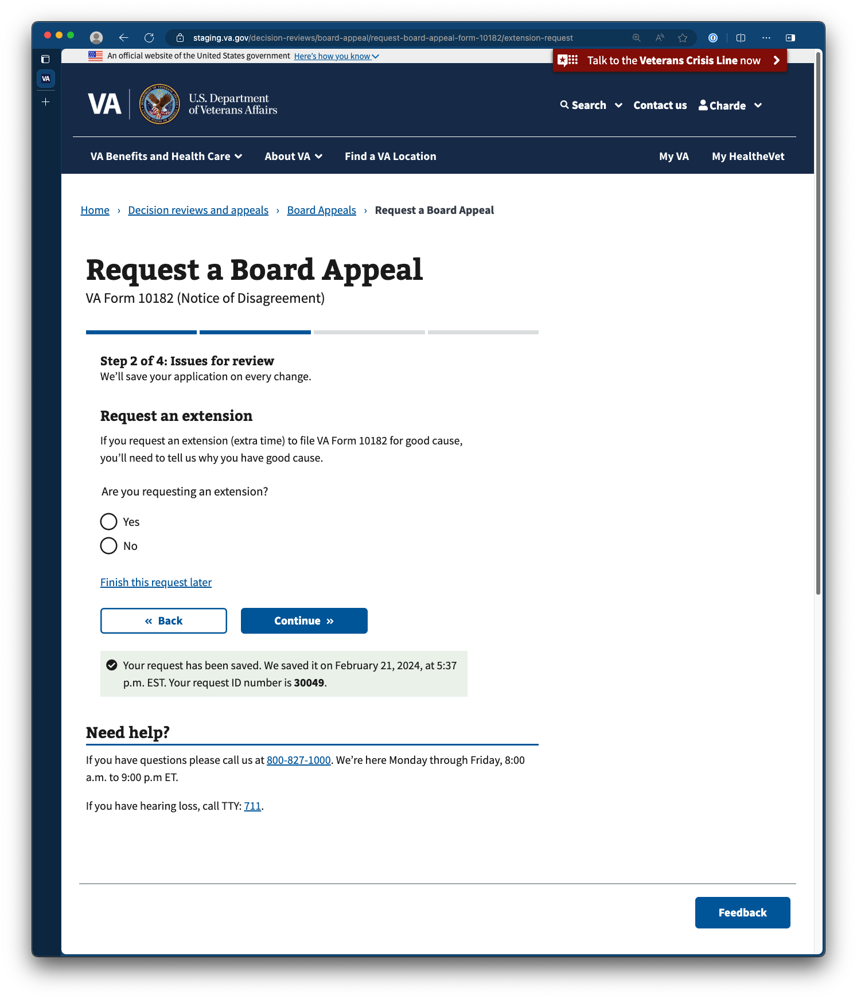 staging.va.gov/decision-reviews/board-appeal/request-board-appeal-form-10182/extension-request
An official website of the United States government Here’s how you know
Talk to the Veterans Crisis Line now
VA
VA
U.S. Department
of Veterans Affairs
Search
Contact us
Charde
VA Benefits and Health Care
About VA
Find a VA Location
My VA
My HealtheVet
Home › Decision reviews and appeals › Board Appeals › Request a Board Appeal
Request a Board Appeal
VA Form 10182 (Notice of Disagreement)
Step 2 of 4: Issues for review
We’ll save your application on every change.
Request an extension
If you request an extension (extra time) to file VA Form 10182 for good cause,
you’ll need to tell us why you have good cause.
Are you requesting an extension?
Yes
No
Finish this request later
« Back
Continue »
Your request has been saved. We saved it on February 21, 2024, at 5:37
p.m. EST. Your request ID number is 30049.
Need help?
If you have questions please call us at 800-827-1000. We’re here Monday through Friday, 8:00
a.m. to 9:00 p.m ET.
If you have hearing loss, call TTY: 711.
Feedback